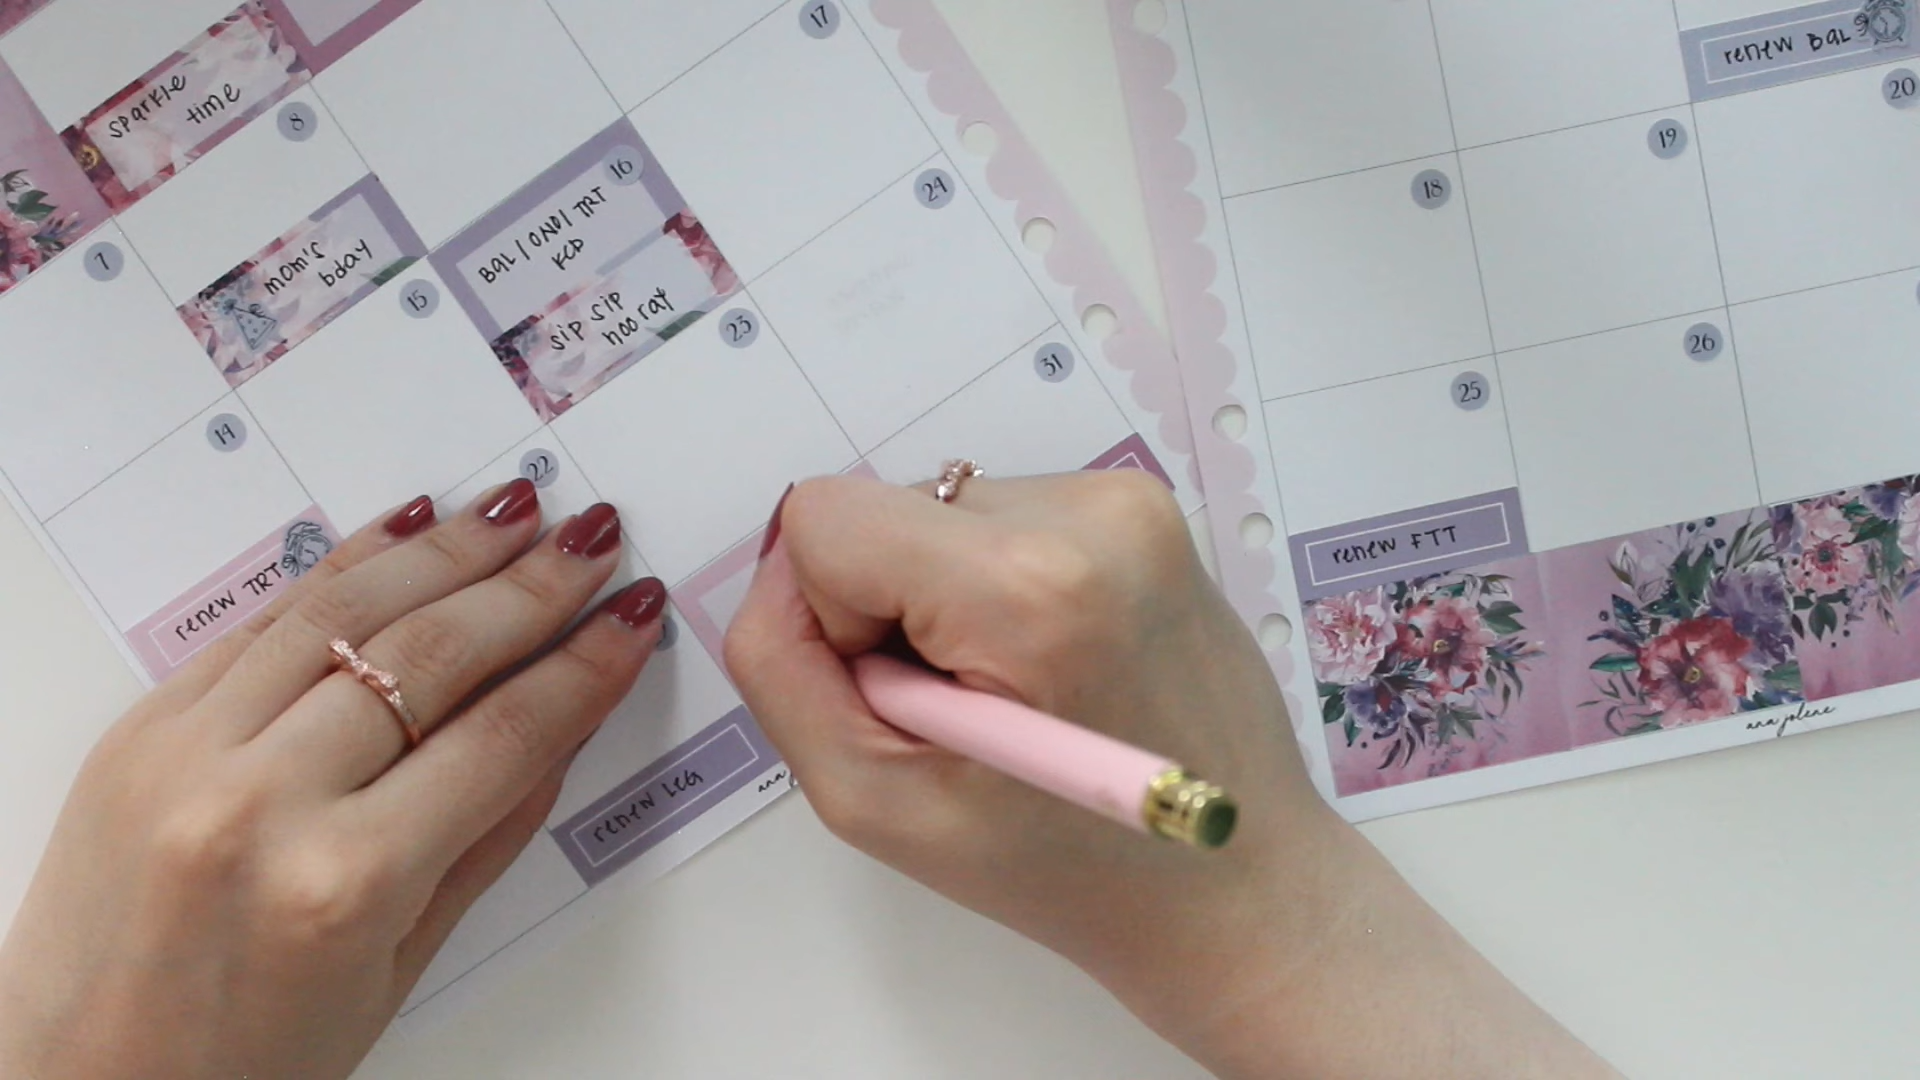 17
sparkle
time
8
16
BAL / OND / TRT
KCD
24
7
mom's
bday
15
sip sip
hooray
23
31
14
22
renew TRT
renew LEG
renew BAL
20
19
18
26
25
renew FTT
ana jolene